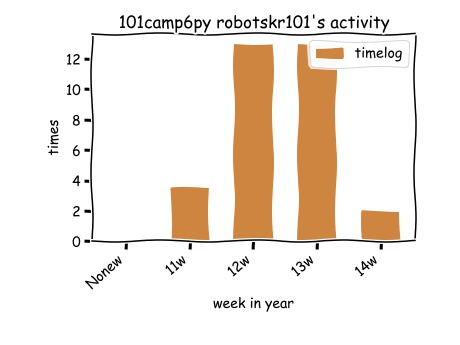 101camp6py robotskr101's activity
timelog
12
10
8
6
4
2
0
times
Nonew 11w 12w 13w 14w
week in year